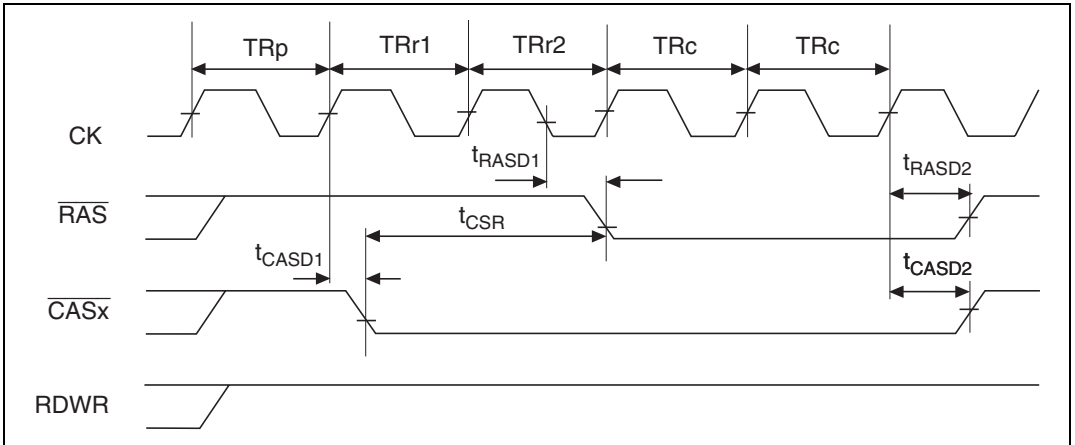 TRp TRr1 TRr2 TRc TRc
CK
tRASD1
tRASD2
RAS
tCSR
tCASD1
tCASD2
CASx
RDWR